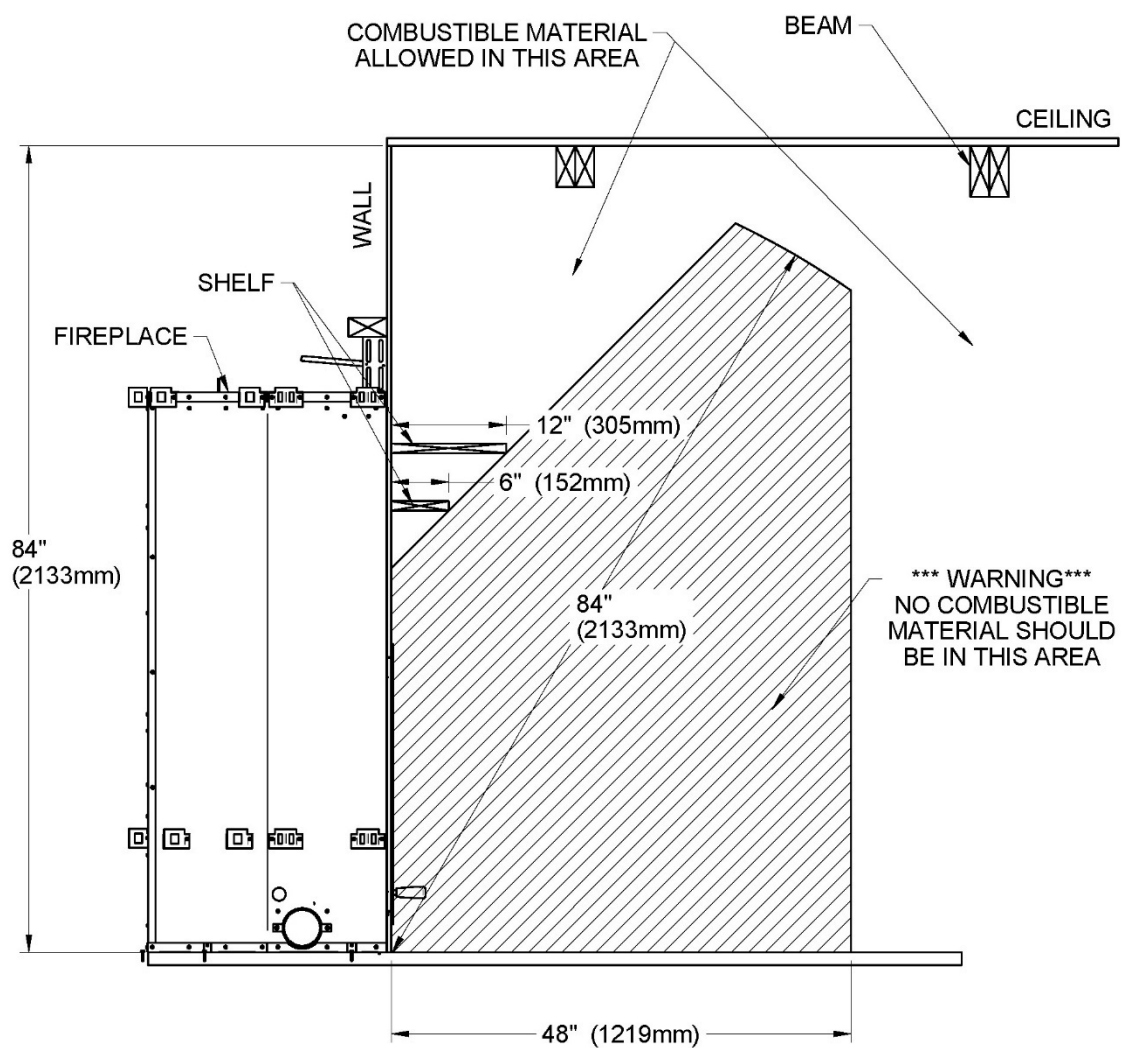 COMBUSTIBLE MATERIAL
ALLOWED IN THIS AREA
BEAM
CEILING
WALL
SHELF
FIREPLACE
12" (305mm)
6" (152mm)
84"
(2133mm)
84"
(2133mm)
*** WARNING***
NO COMBUSTIBLE
MATERIAL SHOULD
BE IN THIS AREA
48" (1219mm)